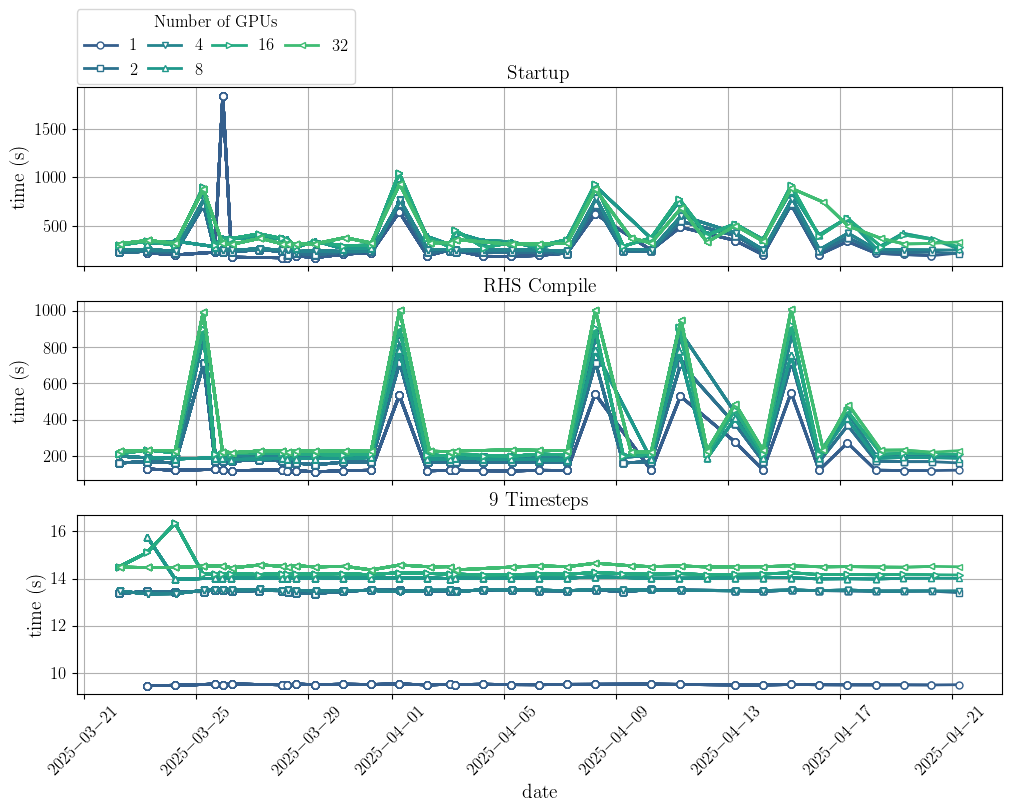 Number of GPUs
1 4 16 32
2 8
Startup
time (s)
1500
1000
500
RHS Compile
time (s)
1000
800
600
400
200
9 Timesteps
time (s)
16
14
12
10
2025−03−21 2025−03−25 2025−03−29 2025−04−01 2025−04−05 2025−04−09 2025−04−13 2025−04−17 2025−04−21
date